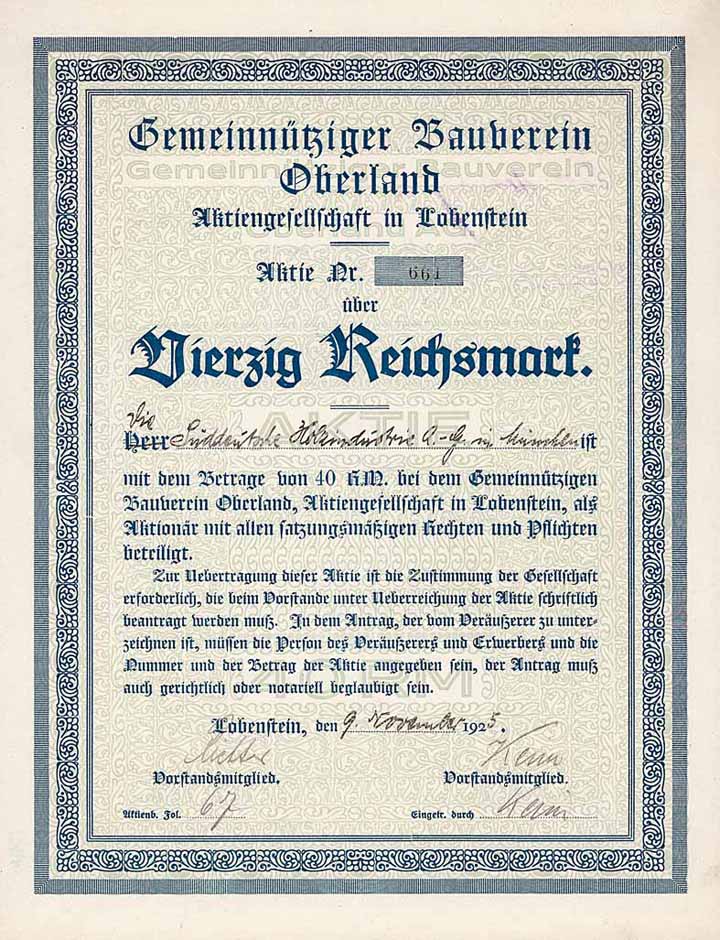 Gemeinnütziger Bauverein
Oberland
Aktiengesellschaft in Lobenstein
Aktie Nr. 661
über
Vierzig Reichsmark.
Die
Herr Süddeutsche Holzindustrie A.-G. in München ist
mit dem Betrage von 40 R.M. bei dem Gemeinnützigen
Bauverein Oberland, Aktiengesellschaft in Lobenstein, als
Aktionär mit allen satzungsmäßigen Rechten und Pflichten
beteiligt.
Zur Uebertragung dieser Aktie ist die Zustimmung der Gesellschaft
erforderlich, die beim Vorstande unter Ueberreichung der Aktie schriftlich
beantragt werden muß. In dem Antrag, der vom Veräußerer zu unter-
zeichnen ist, müssen die Person des Veräußerers und Erwerbers und die
Nummer und der Betrag der Aktie angegeben sein, der Antrag muß
auch gerichtlich oder notariell beglaubigt sein.
Lobenstein, den 9. November 1925.
Vorstandsmitglied. Vorstandsmitglied.
Aktienb. Fol. 67 Eingetr. durch